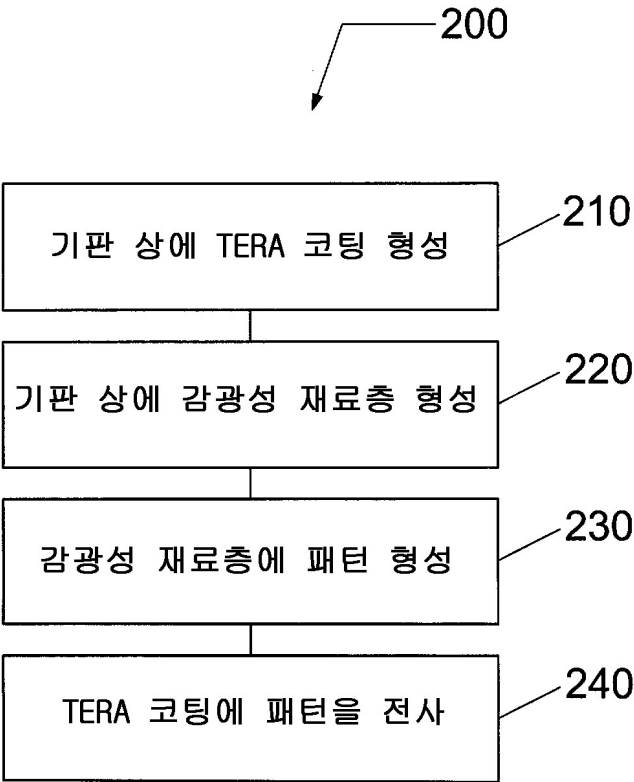 200
기판 상에 TERA 코팅 형성
210
기판 상에 감광성 재료층 형성
220
감광성 재료층에 패턴 형성
230
TERA 코팅에 패턴을 전사
240